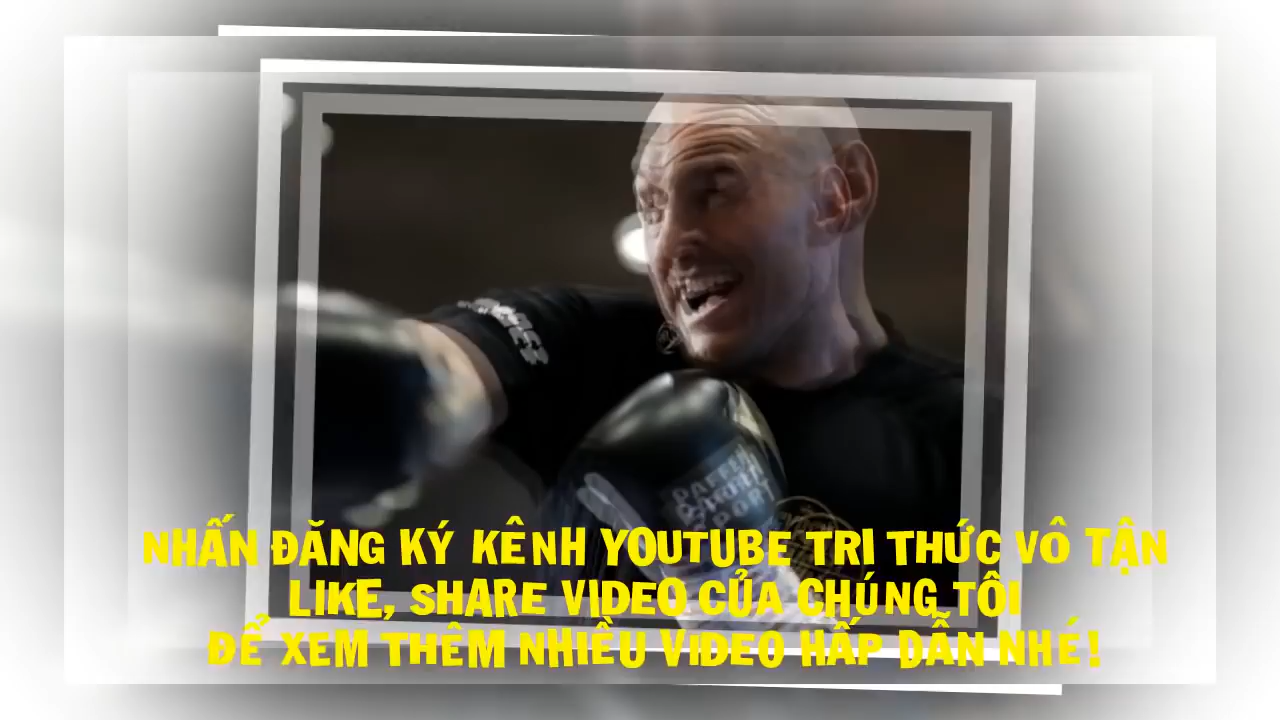 NHẤN ĐĂNG KÝ KÊNH YOUTUBE TRI THỨC VÔ TẬN
LIKE, SHARE VIDEO CỦA CHÚNG TÔI
ĐỂ XEM THÊM NHIỀU VIDEO HẤP DẪN NHÉ!